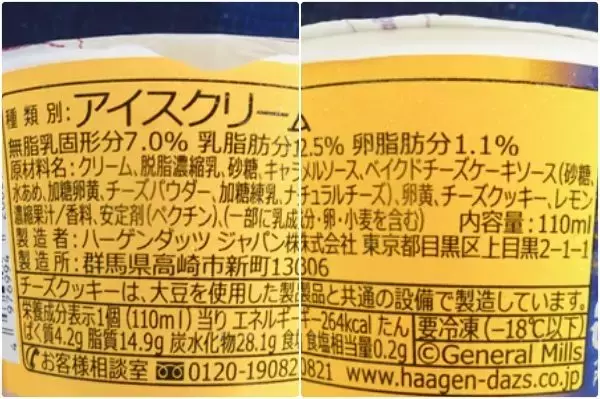 種類別:アイスクリーム
無脂乳固形分7.0% 乳脂肪分12.5% 卵脂肪分1.1%
原材料名:クリーム、脱脂濃縮乳、砂糖、キャラメルソース、ベイクドチーズケーキソース(砂糖、
水あめ、加糖卵黄、チーズパウダー、加糖練乳、ナチュラルチーズ)、卵黄、チーズクッキー、レモン
濃縮果汁/香料、安定剤(ペクチン)、(一部に乳成分・卵・小麦を含む) 内容量:110ml
製造者:ハーゲンダッツ ジャパン株式会社 東京都目黒区上目黒2-1-1
製造所:群馬県高崎市新町1306
チーズクッキーは、大豆を使用した製品と共通の設備で製造しています。
栄養成分表示1個(110ml)当り エネルギー264kcal たん
ぱく質4.2g 脂質14.9g 炭水化物28.1g 食塩相当量0.2g
要冷凍(-18℃以下)
©General Mills
お客様相談室 0120-190821 www.haagen-dazs.co.jp